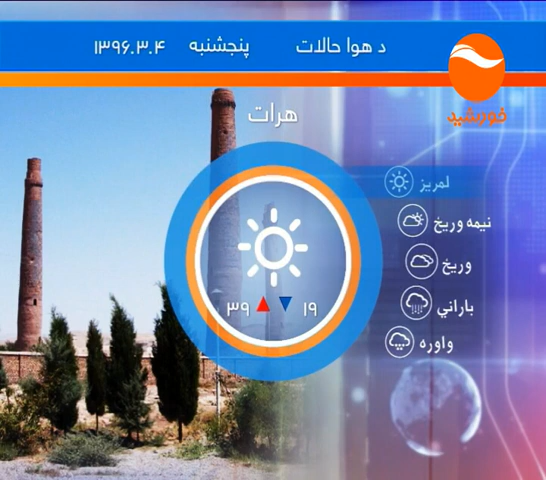 د هوا حالات پنجشنبه ۱۳۹۶.۳.۴
خورشید
هرات
لمریز
نیمه وریځ
وریځ
باراني
واوره
۳۹ ۱۹